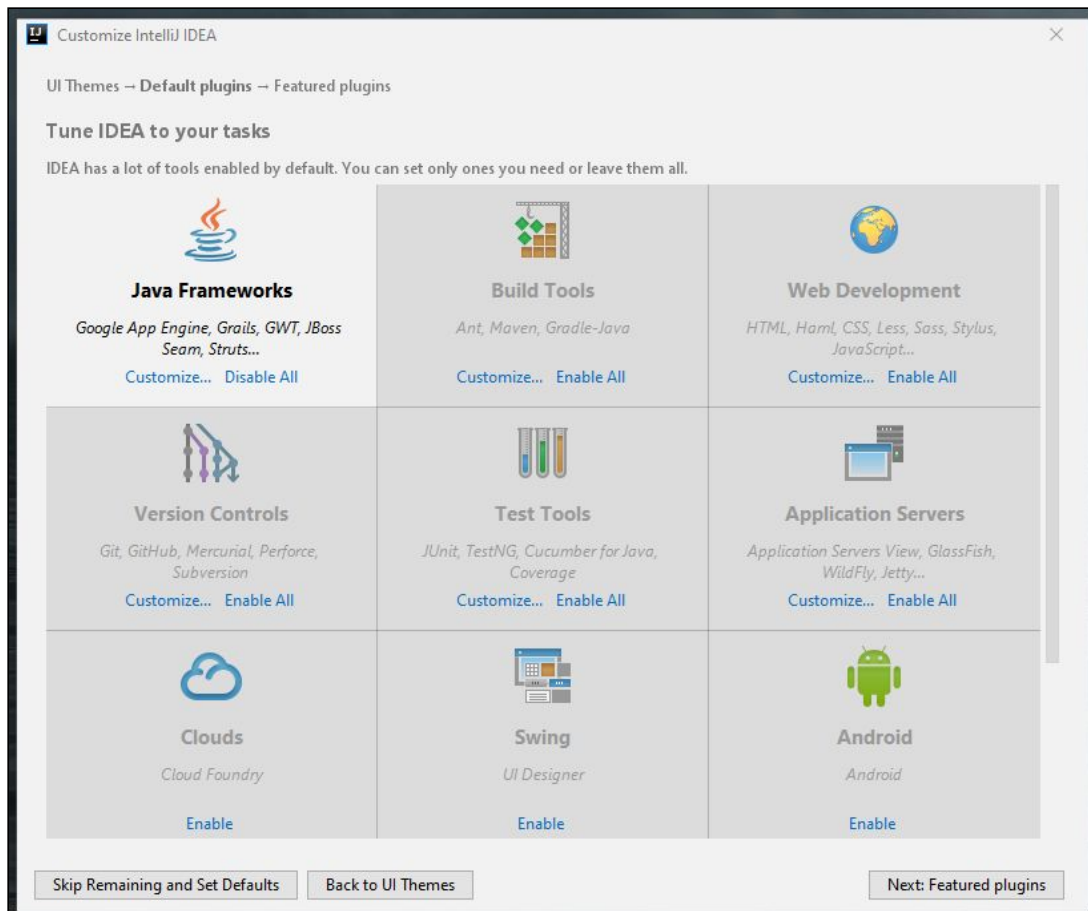 IJ
Customize IntelliJ IDEA
UI Themes → Default plugins → Featured plugins
Tune IDEA to your tasks
IDEA has a lot of tools enabled by default. You can set only ones you need or leave them all.
Java Frameworks
Google App Engine, Grails, GWT, JBoss
Seam, Struts...
Customize... Disable All
Build Tools
Ant, Maven, Gradle-Java
Customize... Enable All
Web Development
HTML, Haml, CSS, Less, Sass, Stylus,
JavaScript...
Customize... Enable All
Version Controls
Git, GitHub, Mercurial, Perforce,
Subversion
Customize... Enable All
Test Tools
JUnit, TestNG, Cucumber for Java,
Coverage
Customize... Enable All
Application Servers
Application Servers View, GlassFish,
WildFly, Jetty...
Customize... Enable All
Clouds
Cloud Foundry
Enable
Swing
UI Designer
Enable
Android
Android
Enable
Skip Remaining and Set Defaults
Back to UI Themes
Next: Featured plugins